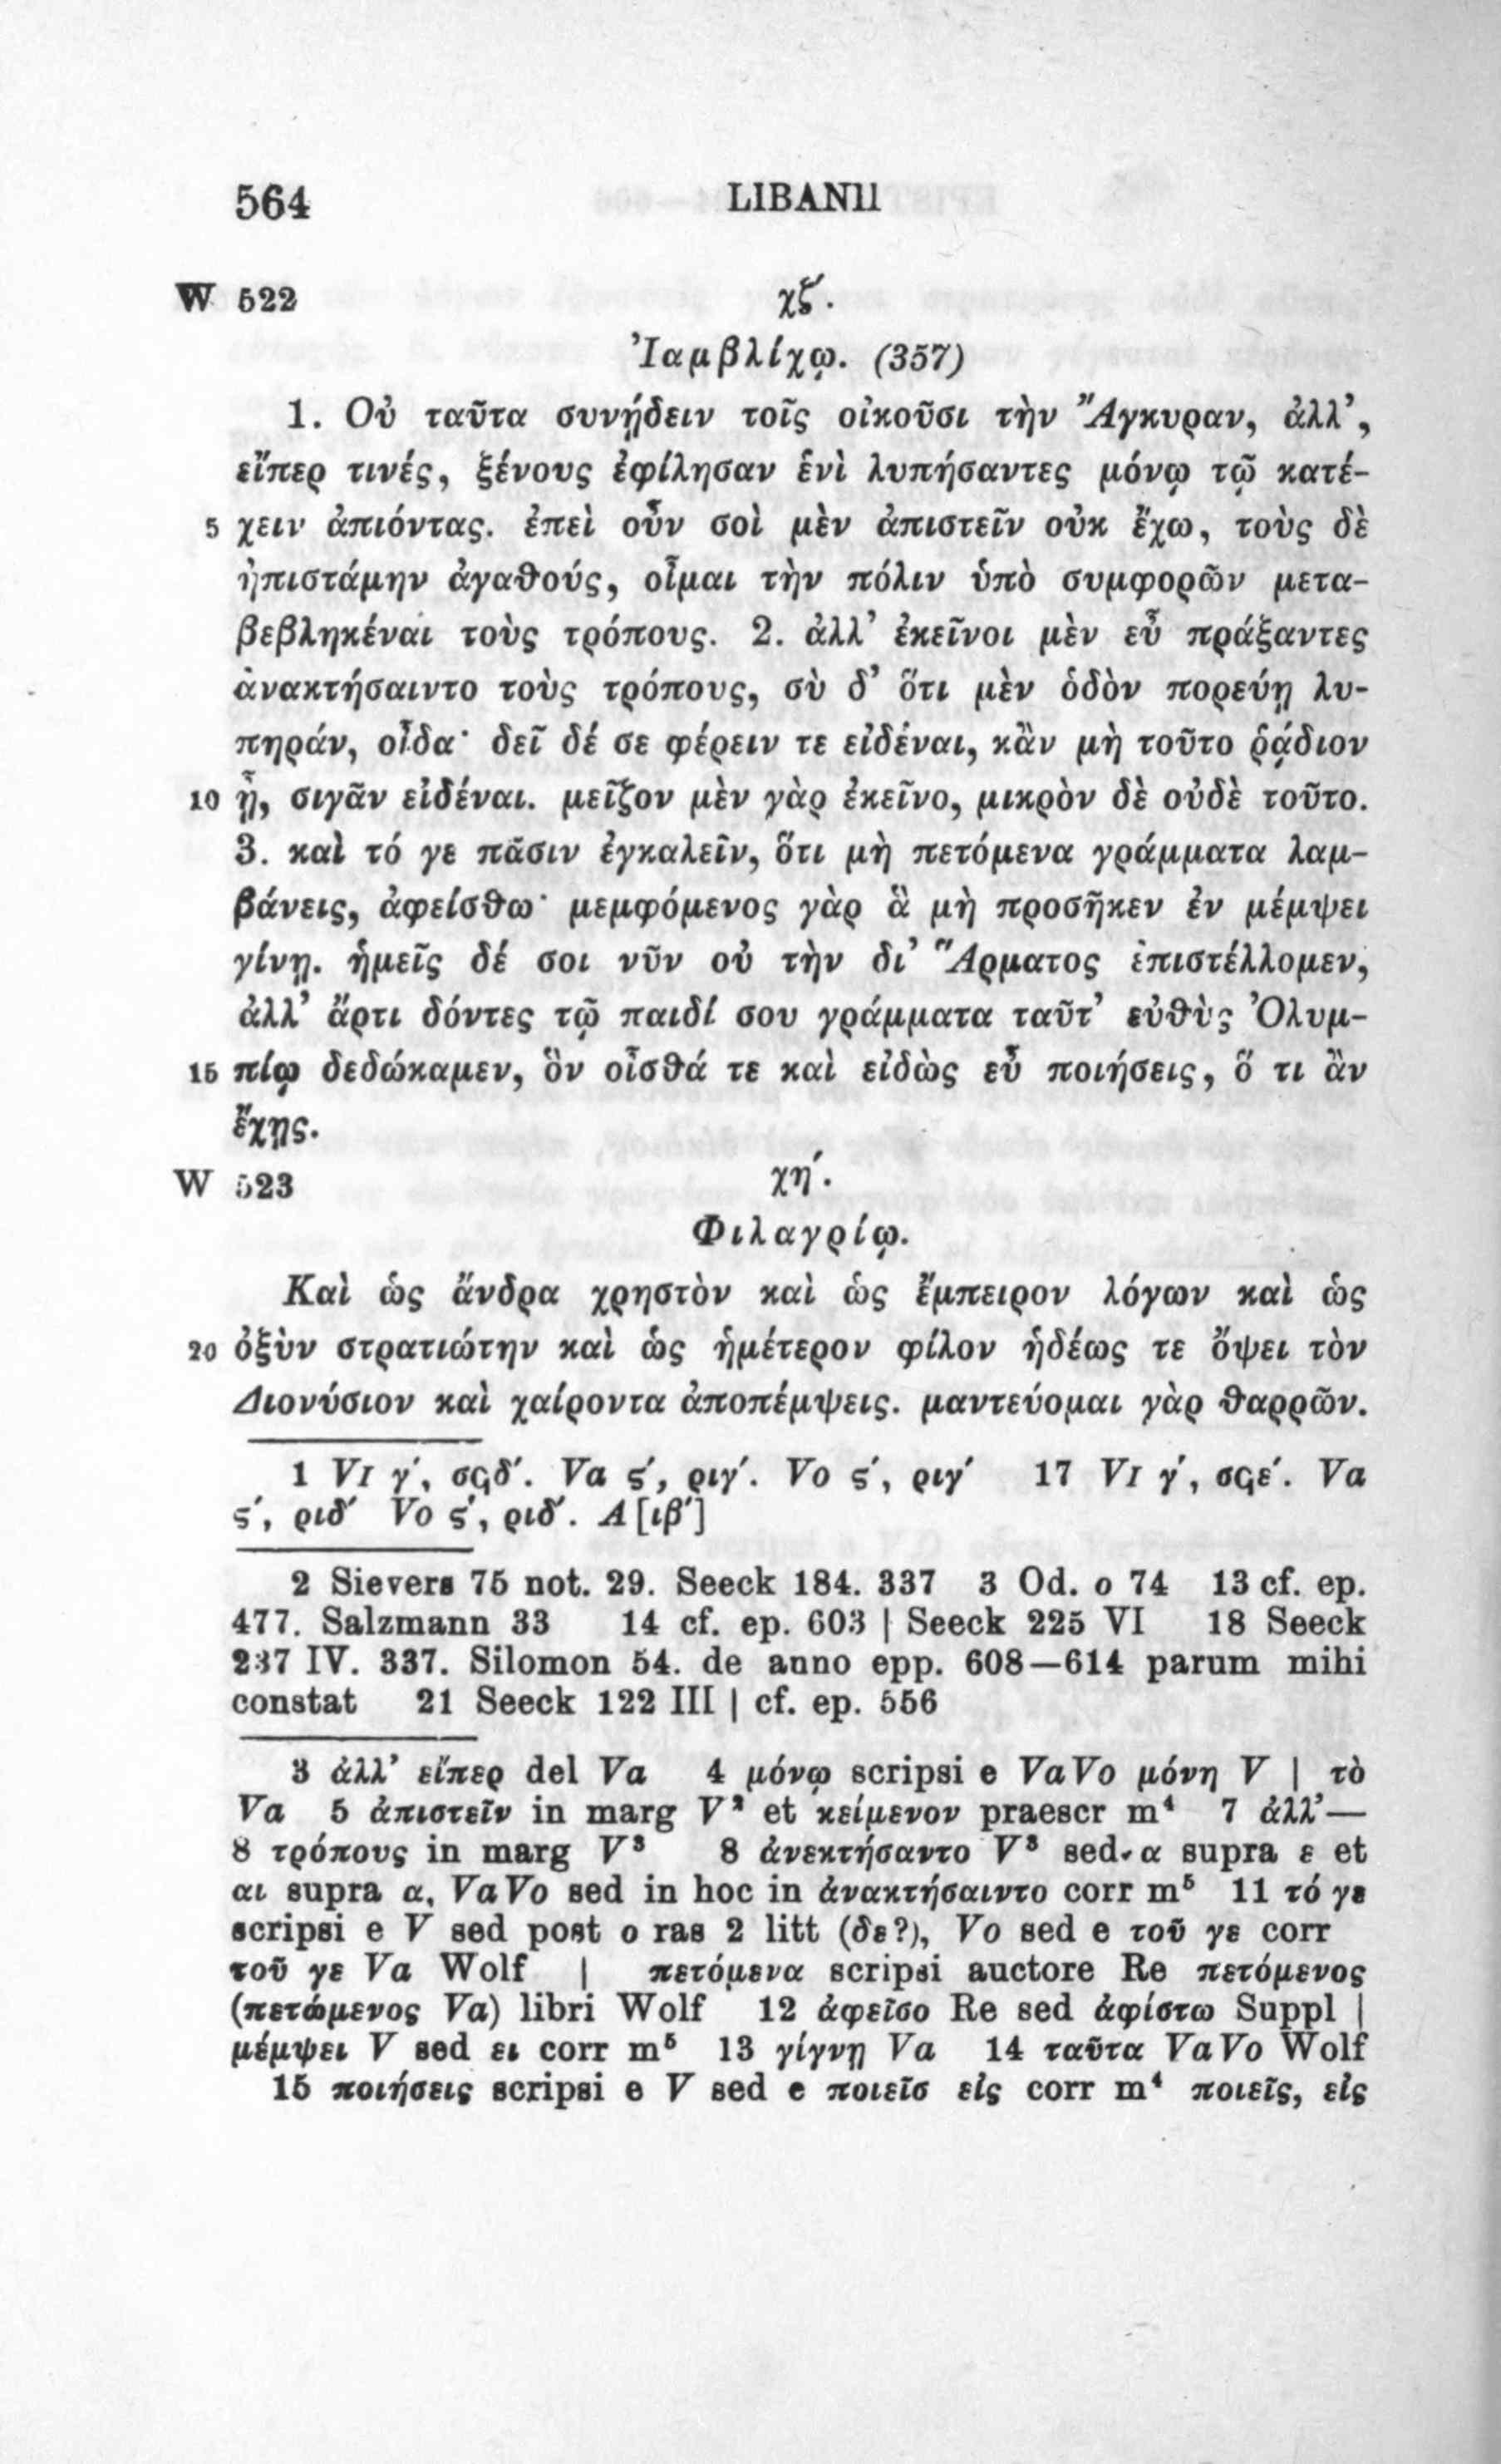 564 LIBANII
W 522 χζ´.
Ἰαμβλίχῳ. (357)
1. Οὐ ταῦτα συνῄδειν τοῖς οἰκοῦσι τὴν Ἄγκυραν, ἀλλ’,
εἴπερ τινές, ξένους ἐφίλησαν ἑνὶ λυπήσαντες μόνῳ τῷ κατέ-
5 χειν ἀπιόντας. ἐπεὶ οὖν σοὶ μὲν ἀπιστεῖν οὐκ ἔχω, τοὺς δὲ
ἠπιστάμην ἀγαθούς, οἶμαι τὴν πόλιν ὑπὸ συμφορῶν μετα-
βεβληκέναι τοὺς τρόπους. 2. ἀλλ’ ἐκεῖνοι μὲν εὖ πράξαντες
ἀνακτήσαιντο τοὺς τρόπους, σὺ δ’ ὅτι μὲν ὁδὸν πορεύῃ λυ-
πηράν, οἶδα· δεῖ δέ σε φέρειν τε εἰδέναι, κἂν μὴ τοῦτο ῥᾴδιον
10 ᾖ, σιγᾶν εἰδέναι. μεῖζον μὲν γὰρ ἐκεῖνο, μικρὸν δὲ οὐδὲ τοῦτο.
3. καὶ τό γε πᾶσιν ἐγκαλεῖν, ὅτι μὴ πετόμενα γράμματα λαμ-
βάνεις, ἀφείσθω· μεμφόμενος γὰρ ἃ μὴ προσῆκεν ἐν μέμψει
γίνῃ. ἡμεῖς δέ σοι νῦν οὐ τὴν δι’ Ἅρματος ἐπιστέλλομεν,
ἀλλ’ ἄρτι δόντες τῷ παιδί σου γράμματα ταῦτ’ εὐθὺς Ὀλυμ-
15 πίῳ δεδώκαμεν, ὃν οἶσθά τε καὶ εἰδὼς εὖ ποιήσεις, ὅ τι ἂν
ἔχῃς.
W 523 χη´.
Φιλαγρίῳ.
Καὶ ὡς ἄνδρα χρηστὸν καὶ ὡς ἔμπειρον λόγων καὶ ὡς
20 ὀξὺν στρατιώτην καὶ ὡς ἡμέτερον φίλον ἡδέως τε ὄψει τὸν
Διονύσιον καὶ χαίροντα ἀποπέμψεις. μαντεύομαι γὰρ θαρρῶν.
1 VI γ´, σϟδ´. Va ϛ´, ριγ´. Vo ϛ´, ριγ´ 17 VI γ´, σϟε´. Va
ϛ´, ριδ´ Vo ϛ´, ριδ´. A [ιβ´]
2 Sievers 75 not. 29. Seeck 184. 337 3 Od. ο 74 13 cf. ep.
477. Salzmann 33 14 cf. ep. 603 | Seeck 225 VI 18 Seeck
237 IV. 337. Silomon 54. de anno epp. 608—614 parum mihi
constat 21 Seeck 122 III | cf. ep. 556
3 ἀλλ’ εἴπερ del Va 4 μόνῳ scripsi e VaVo μόνη V | τὸ
Va 5 ἀπιστεῖν in marg V² et κείμενον praescr m⁴ 7 ἀλλ’—
8 τρόπους in marg V³ 8 ἀνεκτήσαντο V³ sed α supra ε et
αι supra α, VaVo sed in hoc in ἀνακτήσαιντο corr m⁵ 11 τό γε
scripsi e V sed post ο ras 2 litt (δε?), Vo sed e τοῦ γε corr
τοῦ γε Va Wolf | πετόμενα scripsi auctore Re πετόμενος
(πετώμενος Va) libri Wolf 12 ἀφεῖσο Re sed ἀφίστω Suppl |
μέμψει V sed ει corr m⁵ 13 γίγνῃ Va 14 ταῦτα VaVo Wolf
15 ποιήσεις scripsi e V sed e ποιεῖσ εἰς corr m⁴ ποιεῖς, εἰς